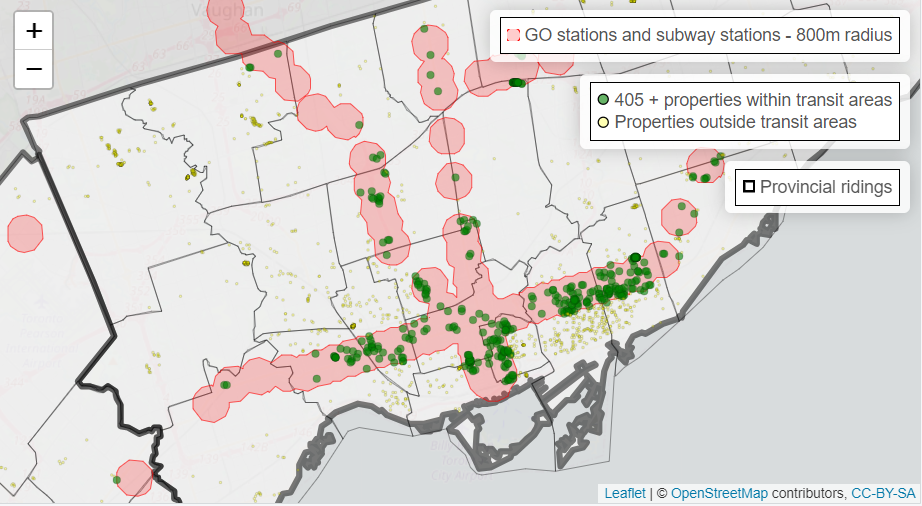 Vaughan
+
−
GO stations and subway stations - 800m radius
405 + properties within transit areas
Properties outside transit areas
Provincial ridings
Leaflet | © OpenStreetMap contributors, CC-BY-SA